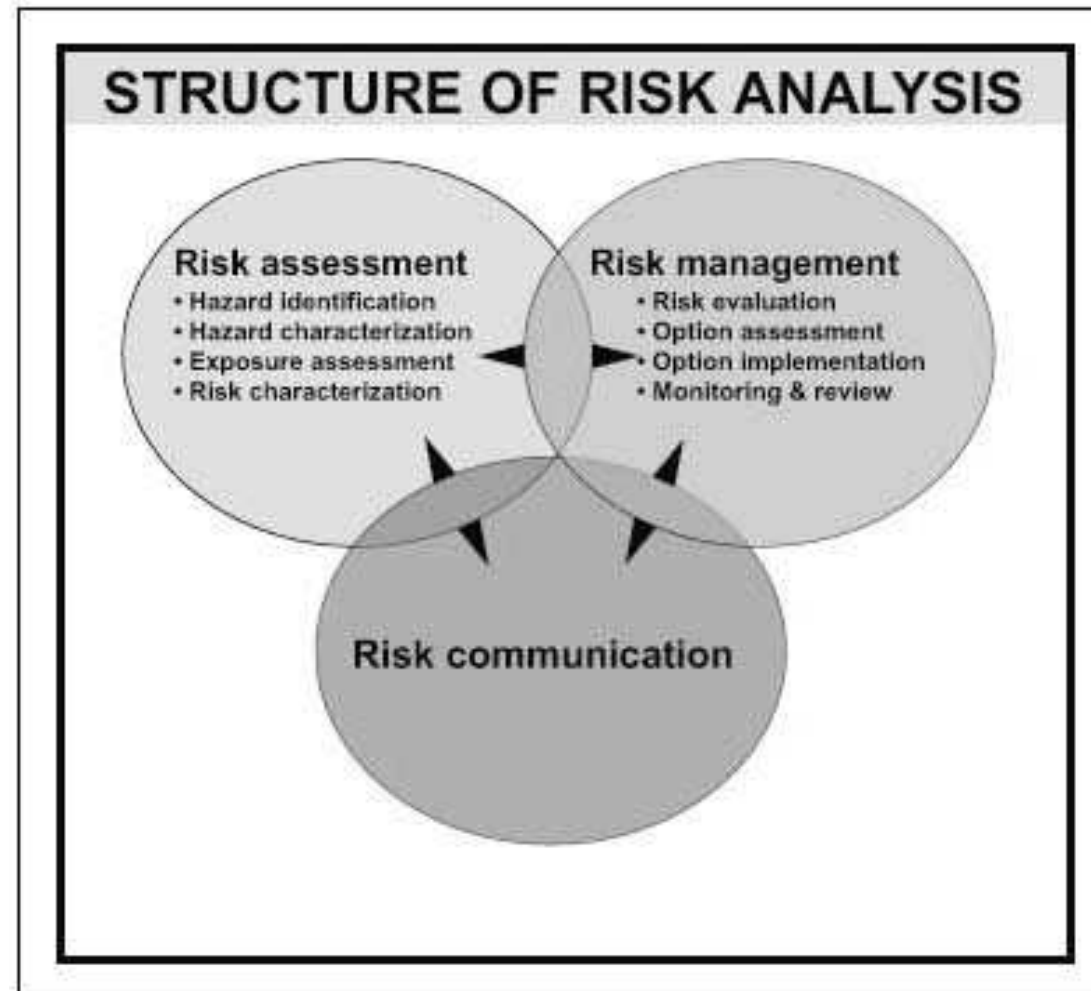 STRUCTURE OF RISK ANALYSIS
Risk assessment
• Hazard identification
• Hazard characterization
• Exposure assessment
• Risk characterization
Risk management
• Risk evaluation
• Option assessment
• Option implementation
• Monitoring & review
Risk communication